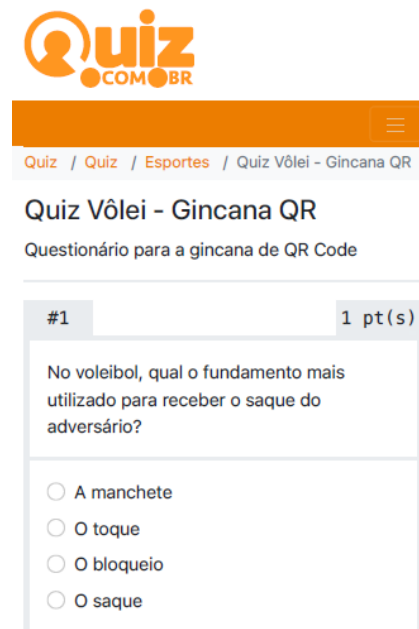 Quiz
.COM.BR
Quiz / Quiz / Esportes / Quiz Vôlei - Gincana QR
Quiz Vôlei - Gincana QR
Questionário para a gincana de QR Code
#1 1 pt(s)
No voleibol, qual o fundamento mais
utilizado para receber o saque do
adversário?
A manchete
O toque
O bloqueio
O saque